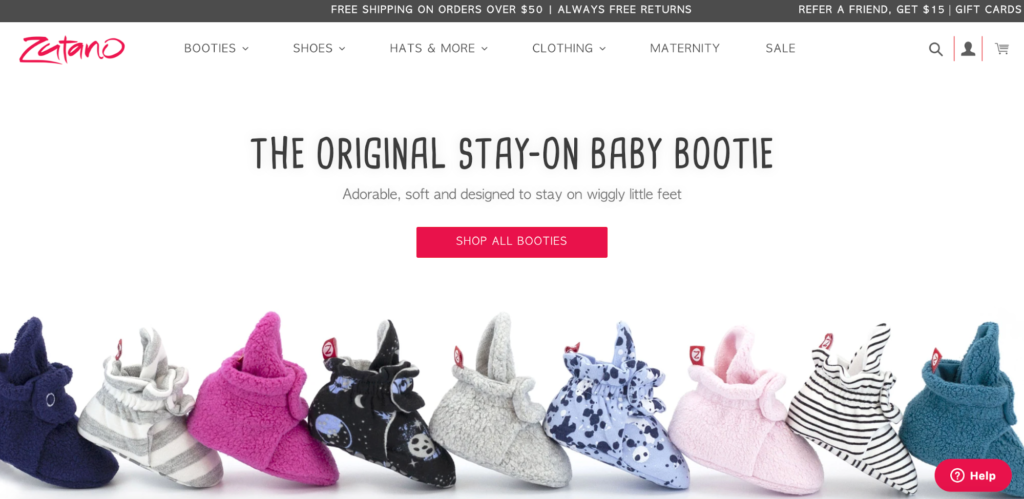 FREE SHIPPING ON ORDERS OVER $50 | ALWAYS FREE RETURNS
REFER A FRIEND, GET $15 | GIFT CARDS
Zutano
BOOTIES
SHOES
HATS & MORE
CLOTHING
MATERNITY
SALE
THE ORIGINAL STAY-ON BABY BOOTIE
Adorable, soft and designed to stay on wiggly little feet
SHOP ALL BOOTIES
Help